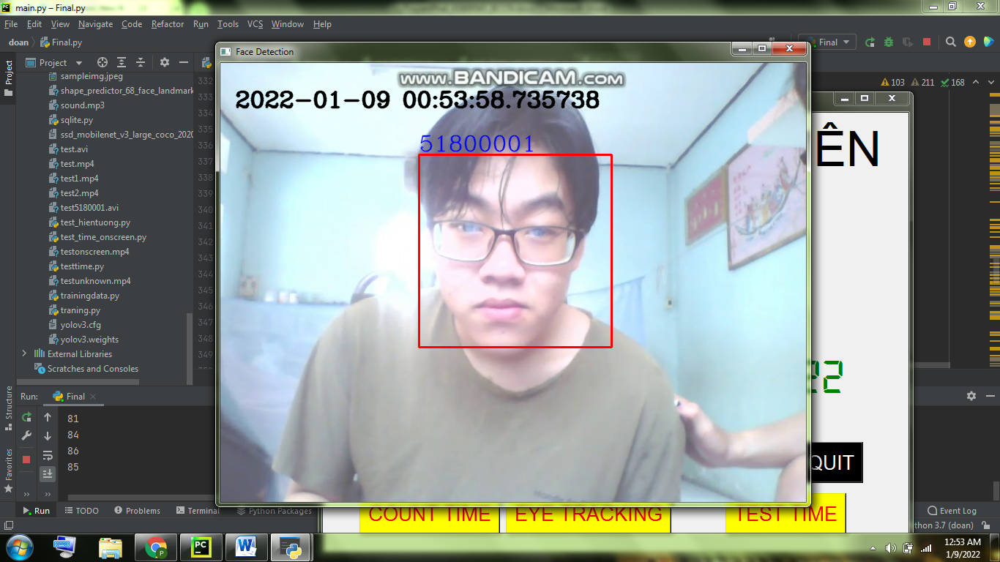 main.py – Final.py
File Edit View Navigate Code Refactor Run Tools VCS Window Help
doan Final.py
Final
Project
Project
sampleimg.jpeg
shape_predictor_68_face_landmark
sound.mp3
sqlite.py
ssd_mobilenet_v3_large_coco_2020
test.avi
test.mp4
test1.mp4
test2.mp4
test5180001.avi
test_hientuong.py
test_time_onscreen.py
testonscreen.mp4
testtime.py
testunknown.mp4
trainingdata.py
traning.py
yolov3.cfg
yolov3.weights
External Libraries
Scratches and Consoles
332
333
334
335
336
337
338
339
340
341
342
343
344
345
346
347
348
349
103 211 168
Face Detection
www.BANDICAM.com
2022-01-09 00:53:58.735738
51800001
ÊN
22
QUIT
COUNT TIME EYE TRACKING TEST TIME
Structure
Favorites
Run: Final
81
84
86
85
Run TODO Problems Terminal Python Packages Event Log
thon 3.7 (doan)
12:53 AM
1/9/2022